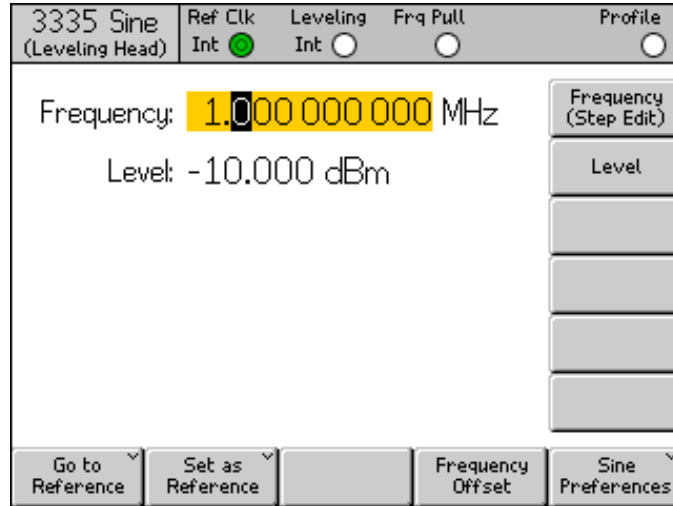 3335 Sine
(Leveling Head)
Ref Clk
Int
Leveling
Int
Frq Pull
Profile
Frequency: 1.000 000 000 MHz
Level: -10.000 dBm
Frequency
(Step Edit)
Level
Go to
Reference
Set as
Reference
Frequency
Offset
Sine
Preferences